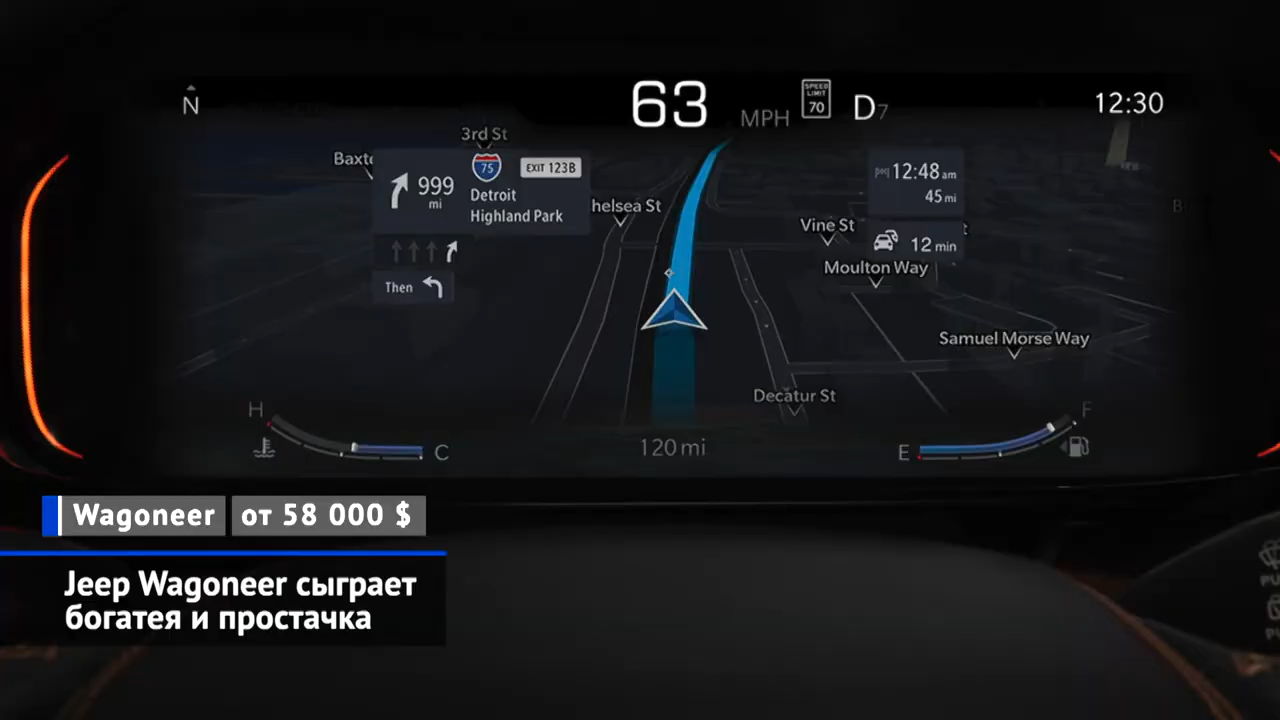 N
63 MPH
SPEED LIMIT 70
D7
12:30
3rd St
Baxte
999 mi
75
EXIT 123B
Detroit
Highland Park
Then
helsea St
12:48 am
45 mi
12 min
Vine St
Moulton Way
Samuel Morse Way
Decatur St
H
C
120 mi
E
F
Wagoneer
от 58 000 $
Jeep Wagoneer сыграет
богатея и простачка